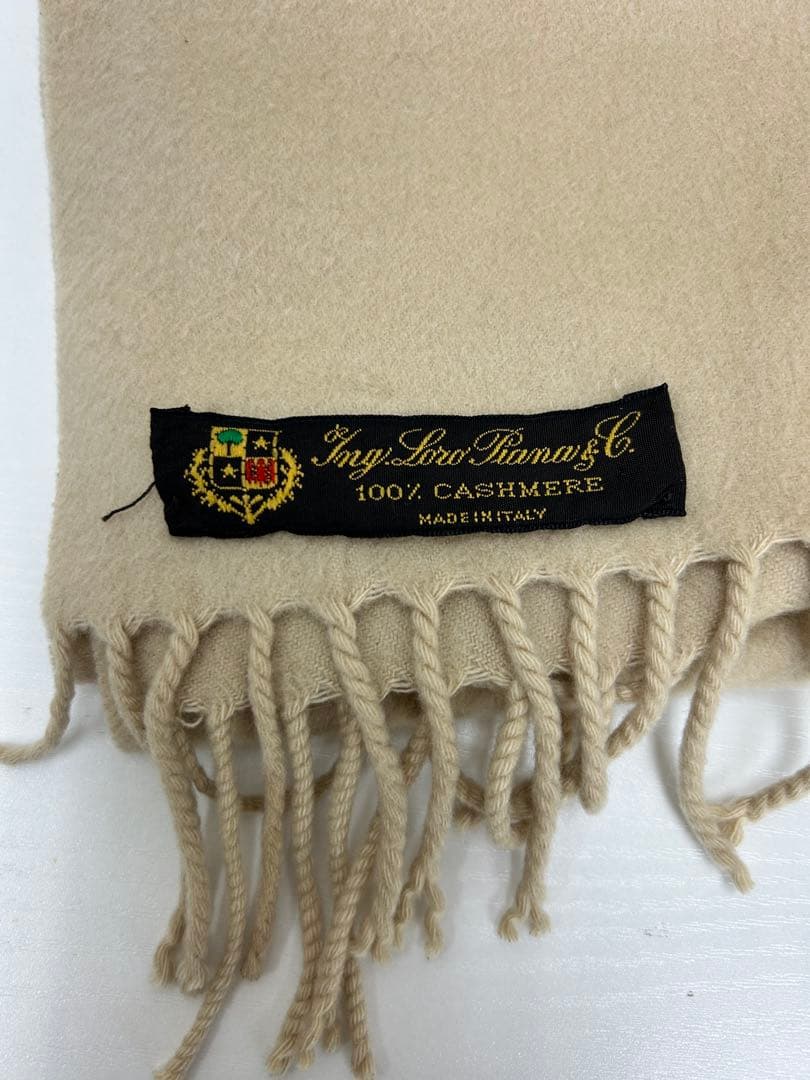 Ing. Loro Piana & C.
100% CASHMERE
MADE IN ITALY